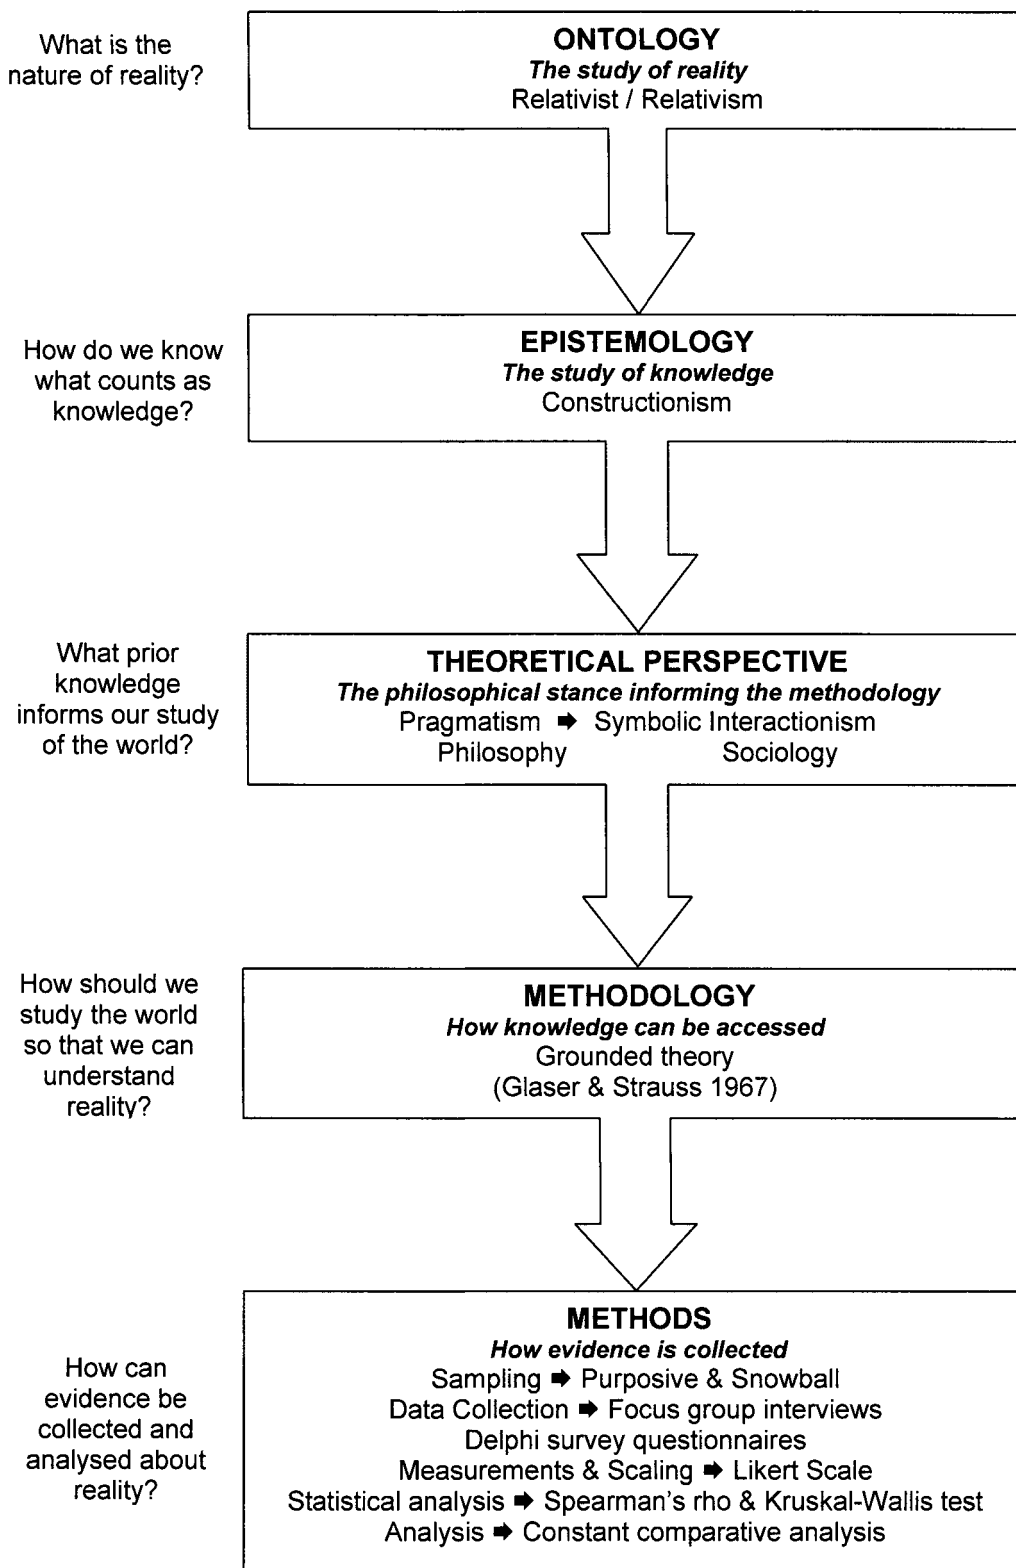 What is the
nature of reality?
ONTOLOGY
The study of reality
Relativist / Relativism
How do we know
what counts as
knowledge?
EPISTEMOLOGY
The study of knowledge
Constructionism
What prior
knowledge
informs our study
of the world?
THEORETICAL PERSPECTIVE
The philosophical stance informing the methodology
Pragmatism ➡ Symbolic Interactionism
Philosophy Sociology
How should we
study the world
so that we can
understand
reality?
METHODOLOGY
How knowledge can be accessed
Grounded theory
(Glaser & Strauss 1967)
How can
evidence be
collected and
analysed about
reality?
METHODS
How evidence is collected
Sampling ➡ Purposive & Snowball
Data Collection ➡ Focus group interviews
Delphi survey questionnaires
Measurements & Scaling ➡ Likert Scale
Statistical analysis ➡ Spearman's rho & Kruskal-Wallis test
Analysis ➡ Constant comparative analysis